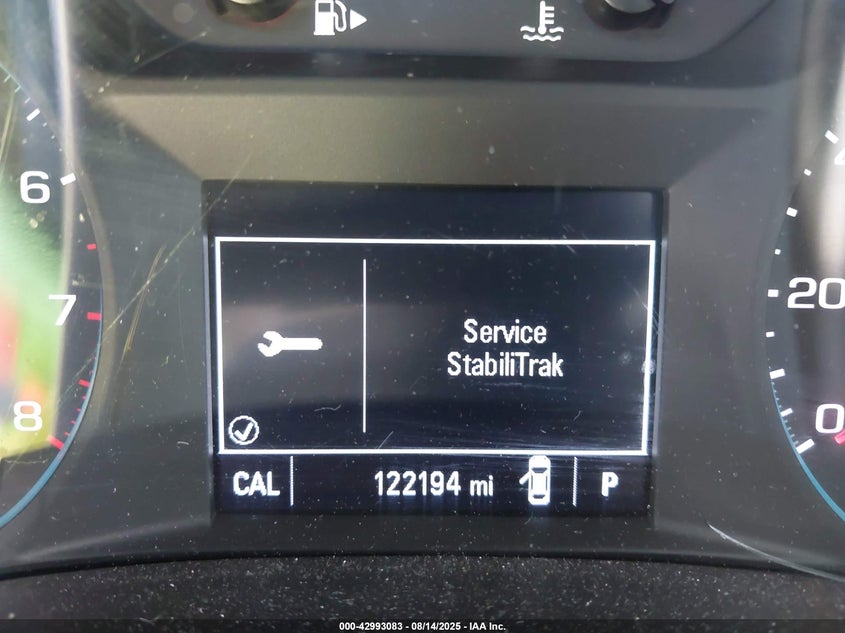 6
7
8
Service
StabiliTrak
20
0
CAL 122194 mi P
000-42993083 - 08/14/2025 - IAA Inc.